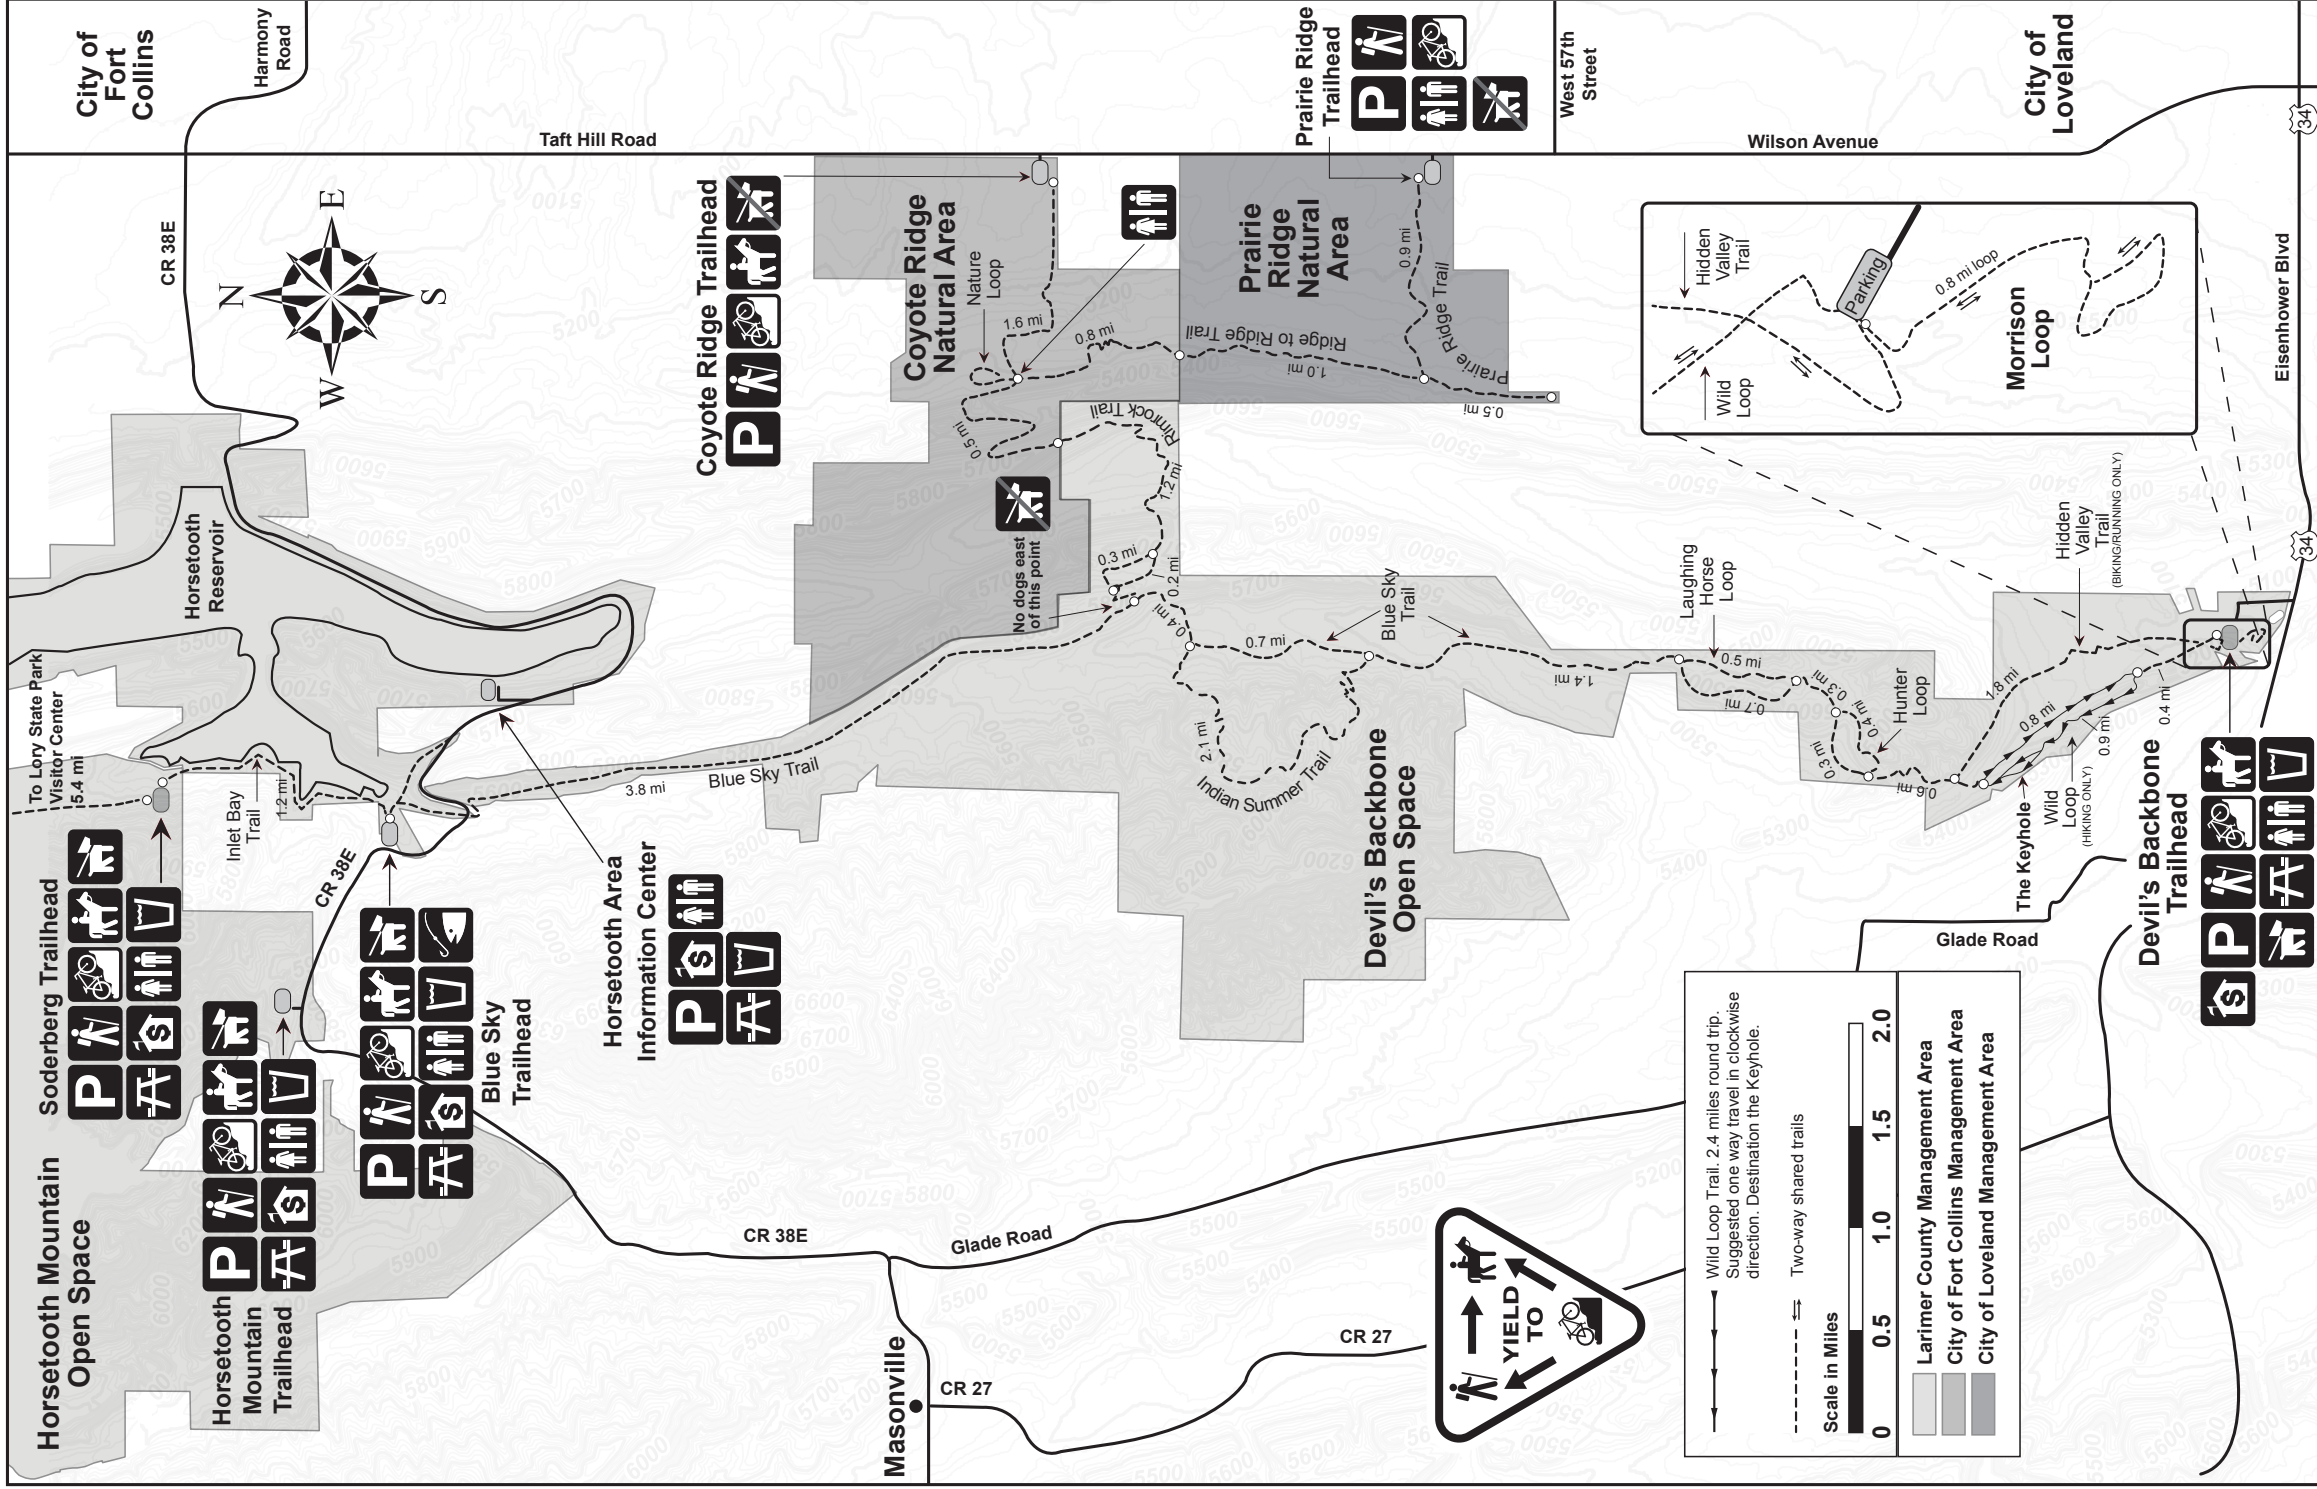 City of
Fort
Collins
Harmony
Road
Taft Hill Road
CR 38E
N
E
S
W
Prairie Ridge
Trailhead
P
West 57th
Street
City of
Loveland
Wilson Avenue
34
Eisenhower Blvd
34
Coyote Ridge Trailhead
P
Coyote Ridge
Natural Area
Nature
Loop
1.6 mi
0.8 mi
0.5 mi
Rimrock Trail
1.2 mi
0.3 mi
0.2 mi
0.4 mi
No dogs east
of this point
Prairie
Ridge
Natural
Area
0.9 mi
Prairie Ridge Trail
Ridge to Ridge Trail
1.0 mi
0.5 mi
Hidden
Valley
Trail
Wild
Loop
Parking
0.8 mi loop
Morrison
Loop
Horsetooth
Reservoir
To Lory State Park
Visitor Center
5.4 mi
Inlet Bay
Trail
1.2 mi
CR 38E
Soderberg Trailhead
P
$
Horsetooth Mountain
Open Space
Horsetooth
Mountain
Trailhead
P
$
Blue Sky
Trailhead
P
$
Horsetooth Area
Information Center
P
$
3.8 mi
Blue Sky Trail
0.7 mi
Blue Sky
Trail
2.1 mi
Indian Summer Trail
1.4 mi
Devil's Backbone
Open Space
Laughing
Horse
Loop
0.5 mi
0.7 mi
0.3 mi
0.4 mi
0.3 mi
Hunter
Loop
0.6 mi
1.8 mi
Hidden
Valley
Trail
(BIKING/RUNNING ONLY)
0.8 mi
0.9 mi
0.4 mi
The Keyhole
Wild
Loop
(HIKING ONLY)
Devil's Backbone
Trailhead
$
P
Glade Road
CR 38E
Glade Road
Masonville
CR 27
CR 27
YIELD
TO
Wild Loop Trail. 2.4 miles round trip.
Suggested one way travel in clockwise
direction. Destination the Keyhole.
Two-way shared trails
Scale in Miles
0 0.5 1.0 1.5 2.0
Larimer County Management Area
City of Fort Collins Management Area
City of Loveland Management Area